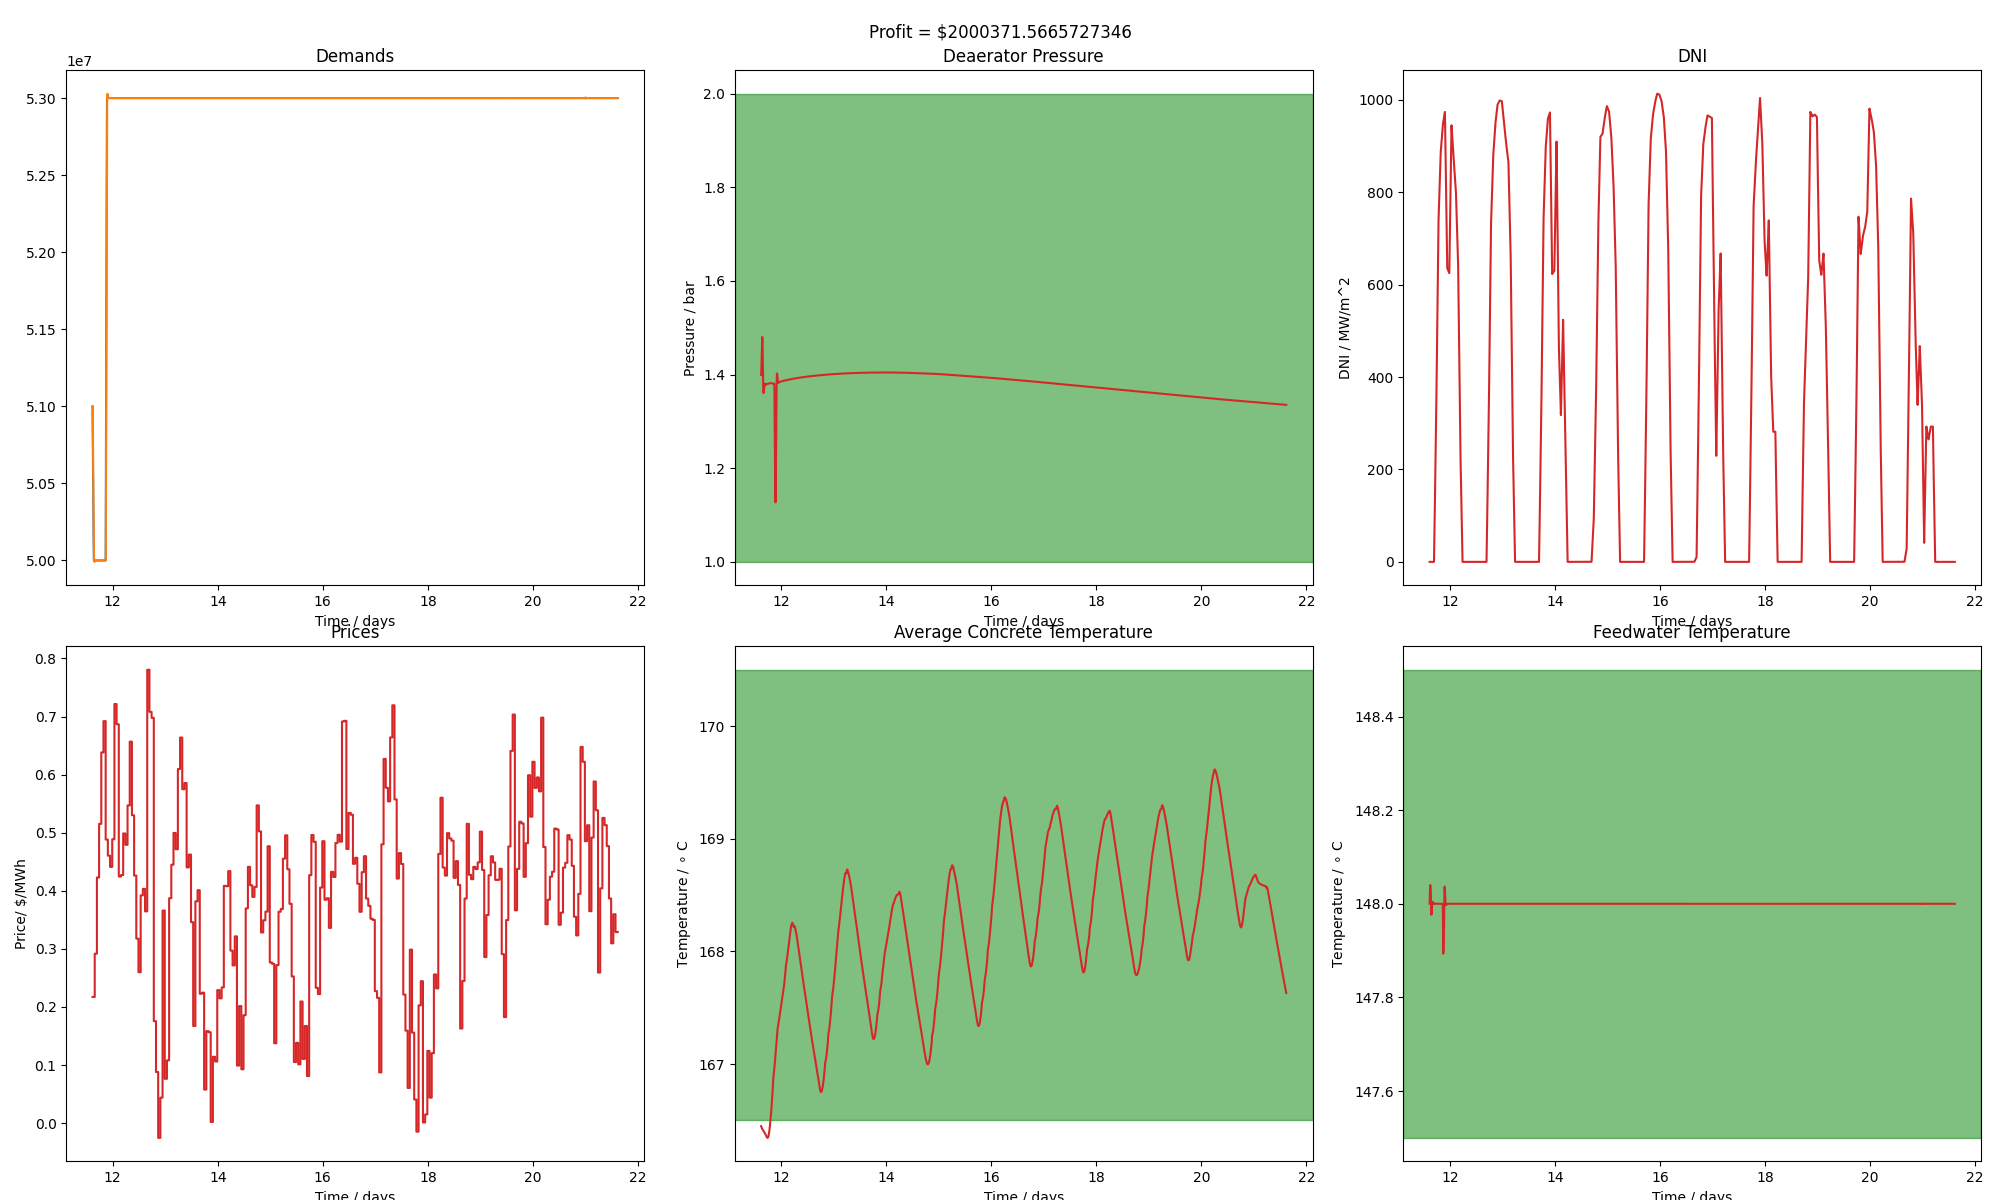 Profit = $2000371.5665727346
Demands
1e7
5.30
5.25
5.20
5.15
5.10
5.05
5.00
12 14 16 18 20 22
Time / days
Deaerator Pressure
Pressure / bar
2.0
1.8
1.6
1.4
1.2
1.0
12 14 16 18 20 22
Time / days
DNI
DNI / MW/m^2
1000
800
600
400
200
0
12 14 16 18 20 22
Time / days
Prices
Price/ $/MWh
0.8
0.7
0.6
0.5
0.4
0.3
0.2
0.1
0.0
12 14 16 18 20 22
Time / days
Average Concrete Temperature
Temperature / ∘ C
170
169
168
167
12 14 16 18 20 22
Time / days
Feedwater Temperature
Temperature / ∘ C
148.4
148.2
148.0
147.8
147.6
12 14 16 18 20 22
Time / days